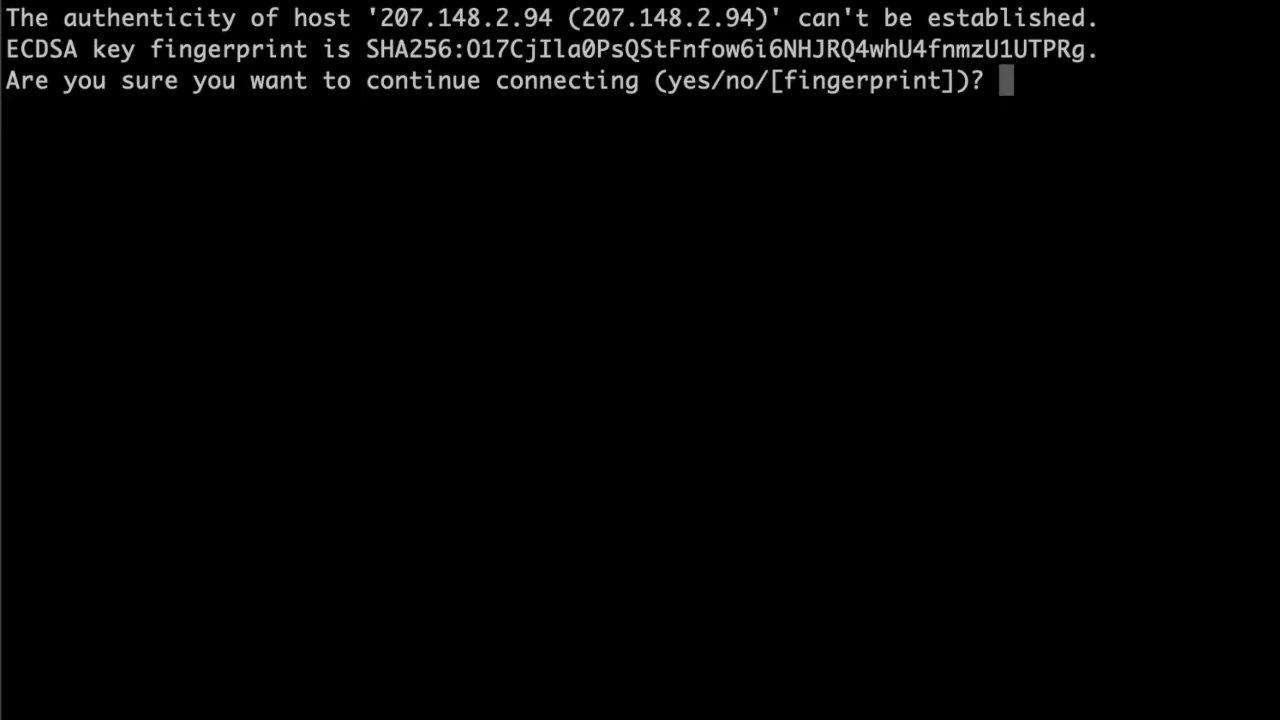 The authenticity of host '207.148.2.94 (207.148.2.94)' can't be established.
ECDSA key fingerprint is SHA256:O17CjIla0PsQStFnfow6i6NHJRQ4whU4fnmzU1UTPRg.
Are you sure you want to continue connecting (yes/no/[fingerprint])?